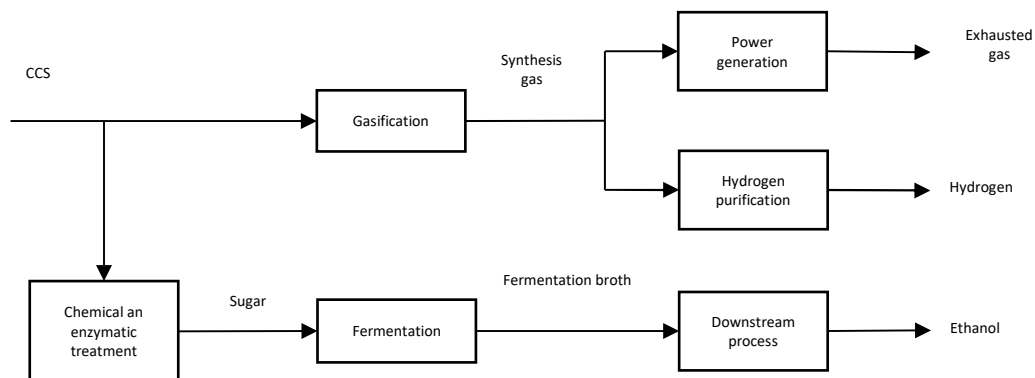 CCS
Synthesis
gas
Power
generation
Exhausted
gas
Gasification
Hydrogen
purification
Hydrogen
Chemical an
enzymatic
treatment
Sugar
Fermentation
Fermentation broth
Downstream
process
Ethanol